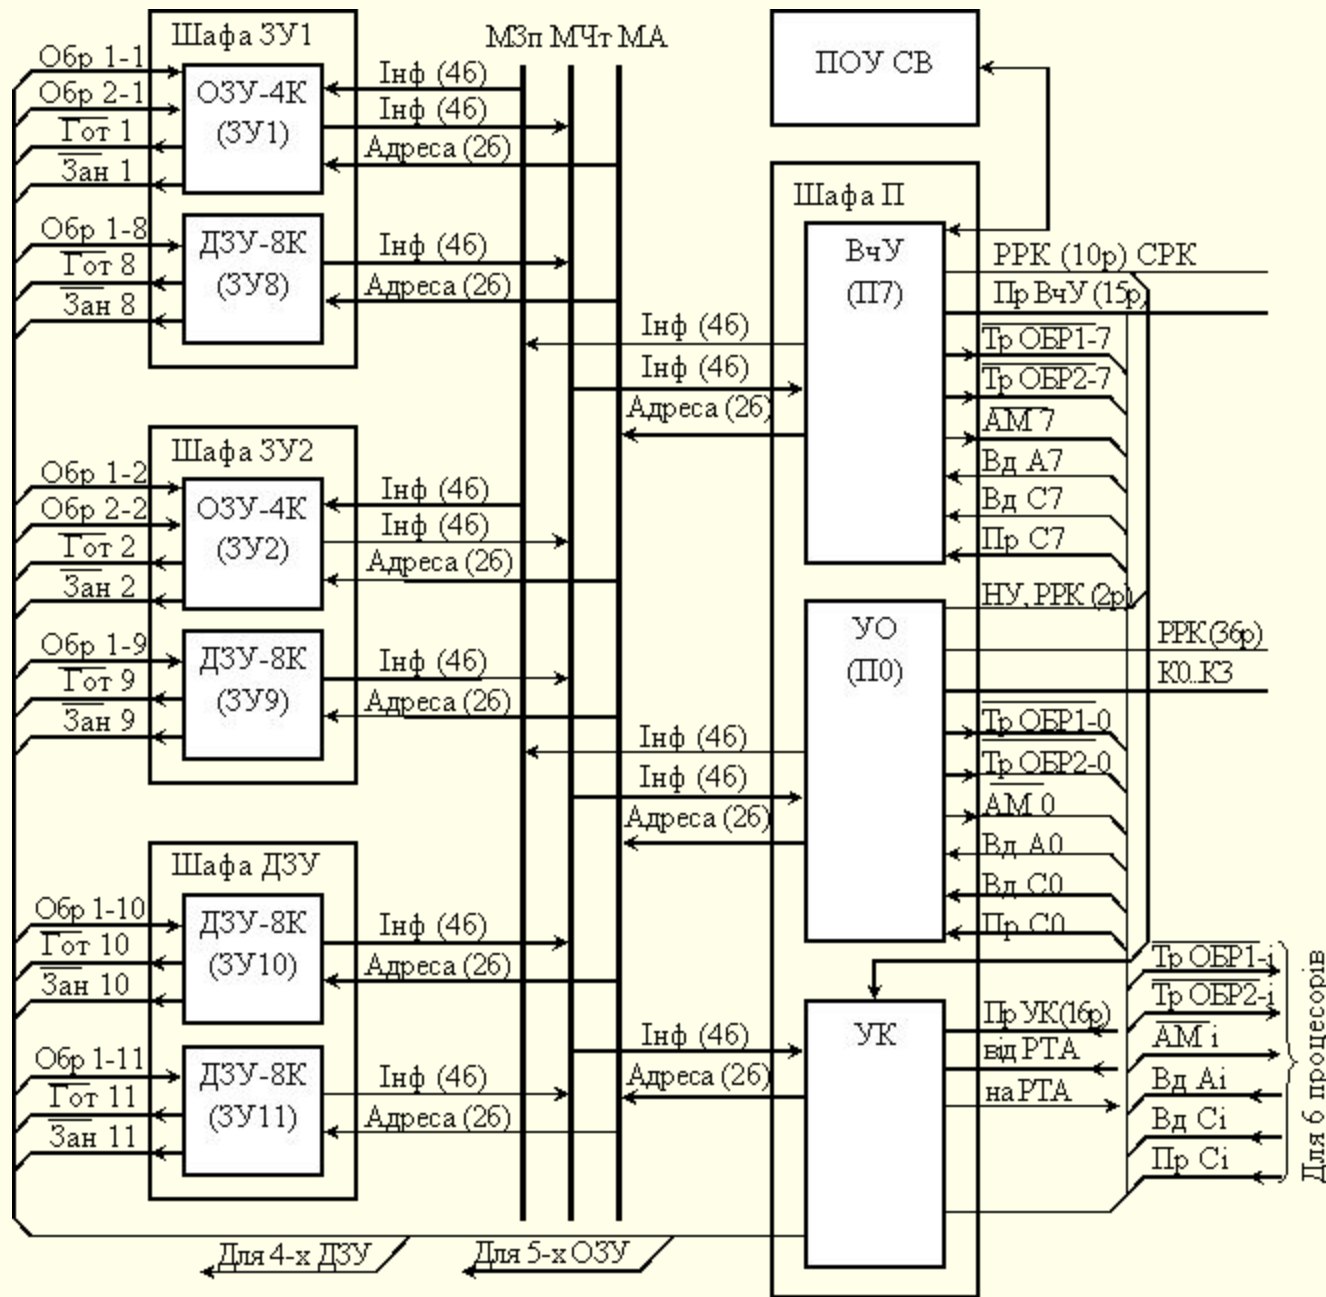 Шафа ЗУ1
Обр 1-1
Обр 2-1
Гот 1
Зан 1
ОЗУ-4К
(ЗУ1)
Інф (46)
Інф (46)
Адреса (26)
Обр 1-8
Гот 8
Зан 8
ДЗУ-8К
(ЗУ8)
Інф (46)
Адреса (26)
Шафа ЗУ2
Обр 1-2
Обр 2-2
Гот 2
Зан 2
ОЗУ-4К
(ЗУ2)
Інф (46)
Інф (46)
Адреса (26)
Обр 1-9
Гот 9
Зан 9
ДЗУ-8К
(ЗУ9)
Інф (46)
Адреса (26)
Шафа ДЗУ
Обр 1-10
Гот 10
Зан 10
ДЗУ-8К
(ЗУ10)
Інф (46)
Адреса (26)
Обр 1-11
Гот 11
Зан 11
ДЗУ-8К
(ЗУ11)
Інф (46)
Адреса (26)
Для 4-х ДЗУ
Для 5-х ОЗУ
МЗп МЧт МА
ПОУ СВ
Шафа П
ВчУ
(П7)
Інф (46)
Інф (46)
Адреса (26)
РРК (10р) СРК
Пр ВчУ (15р)
Тр ОБР1-7
Тр ОБР2-7
АМ 7
Вд А7
Вд С7
Пр С7
УО
(П0)
Інф (46)
Інф (46)
Адреса (26)
НУ, РРК (2р)
РРК (36р)
К0..К3
Тр ОБР1-0
Тр ОБР2-0
АМ 0
Вд А0
Вд С0
Пр С0
УК
Інф (46)
Адреса (26)
Пр УК(16р)
від РТА
на РТА
Тр ОБР1-і
Тр ОБР2-і
АМ і
Вд Аі
Вд Сі
Пр Сі
Для 6 процесорів